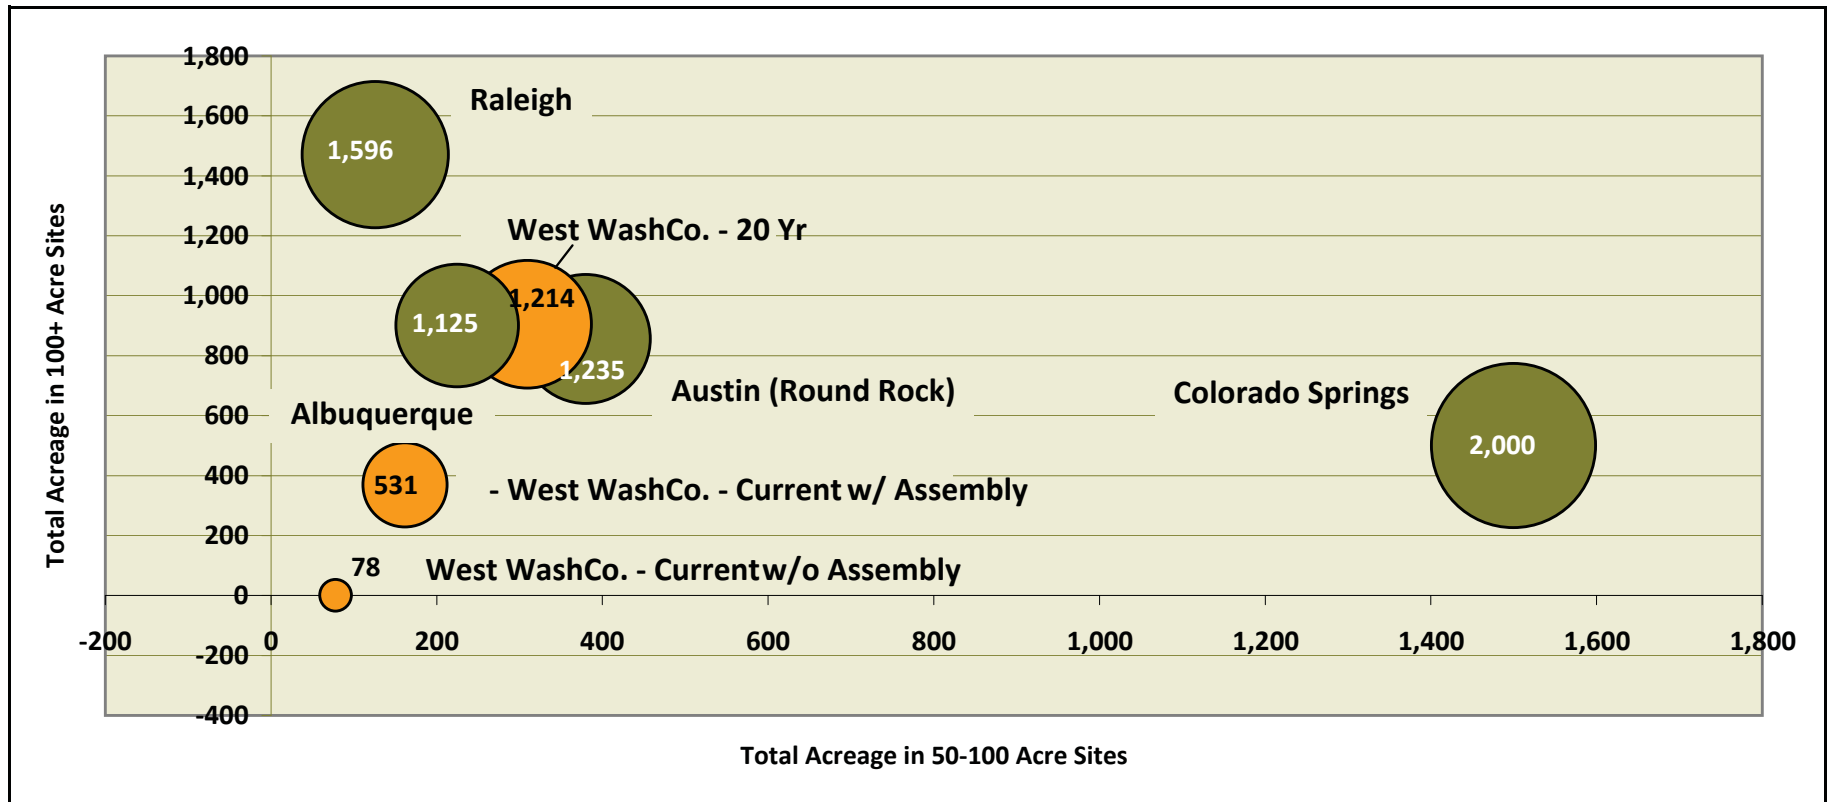 1,800
Raleigh
1,600
1,596
1,400
West WashCo. - 20 Yr
1,200
1,000
1,214
1,125
800
1,235
Austin (Round Rock)
Colorado Springs
600
Albuquerque
2,000
400
531
- West WashCo. - Current w/ Assembly
200
78
West WashCo. - Current w/o Assembly
0
-200 0 200 400 600 800 1,000 1,200 1,400 1,600 1,800
-200
-400
Total Acreage in 100+ Acre Sites
Total Acreage in 50-100 Acre Sites